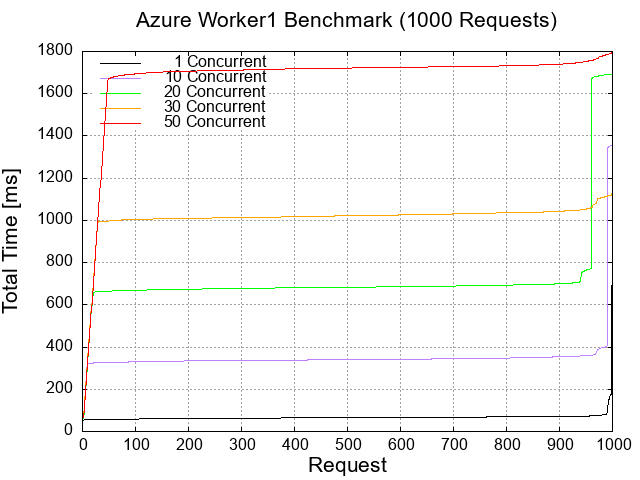 Azure Worker1 Benchmark (1000 Requests)
1800
1600
1400
1200
1000
800
600
400
200
0
Total Time [ms]
1 Concurrent
10 Concurrent
20 Concurrent
30 Concurrent
50 Concurrent
0 100 200 300 400 500 600 700 800 900 1000
Request